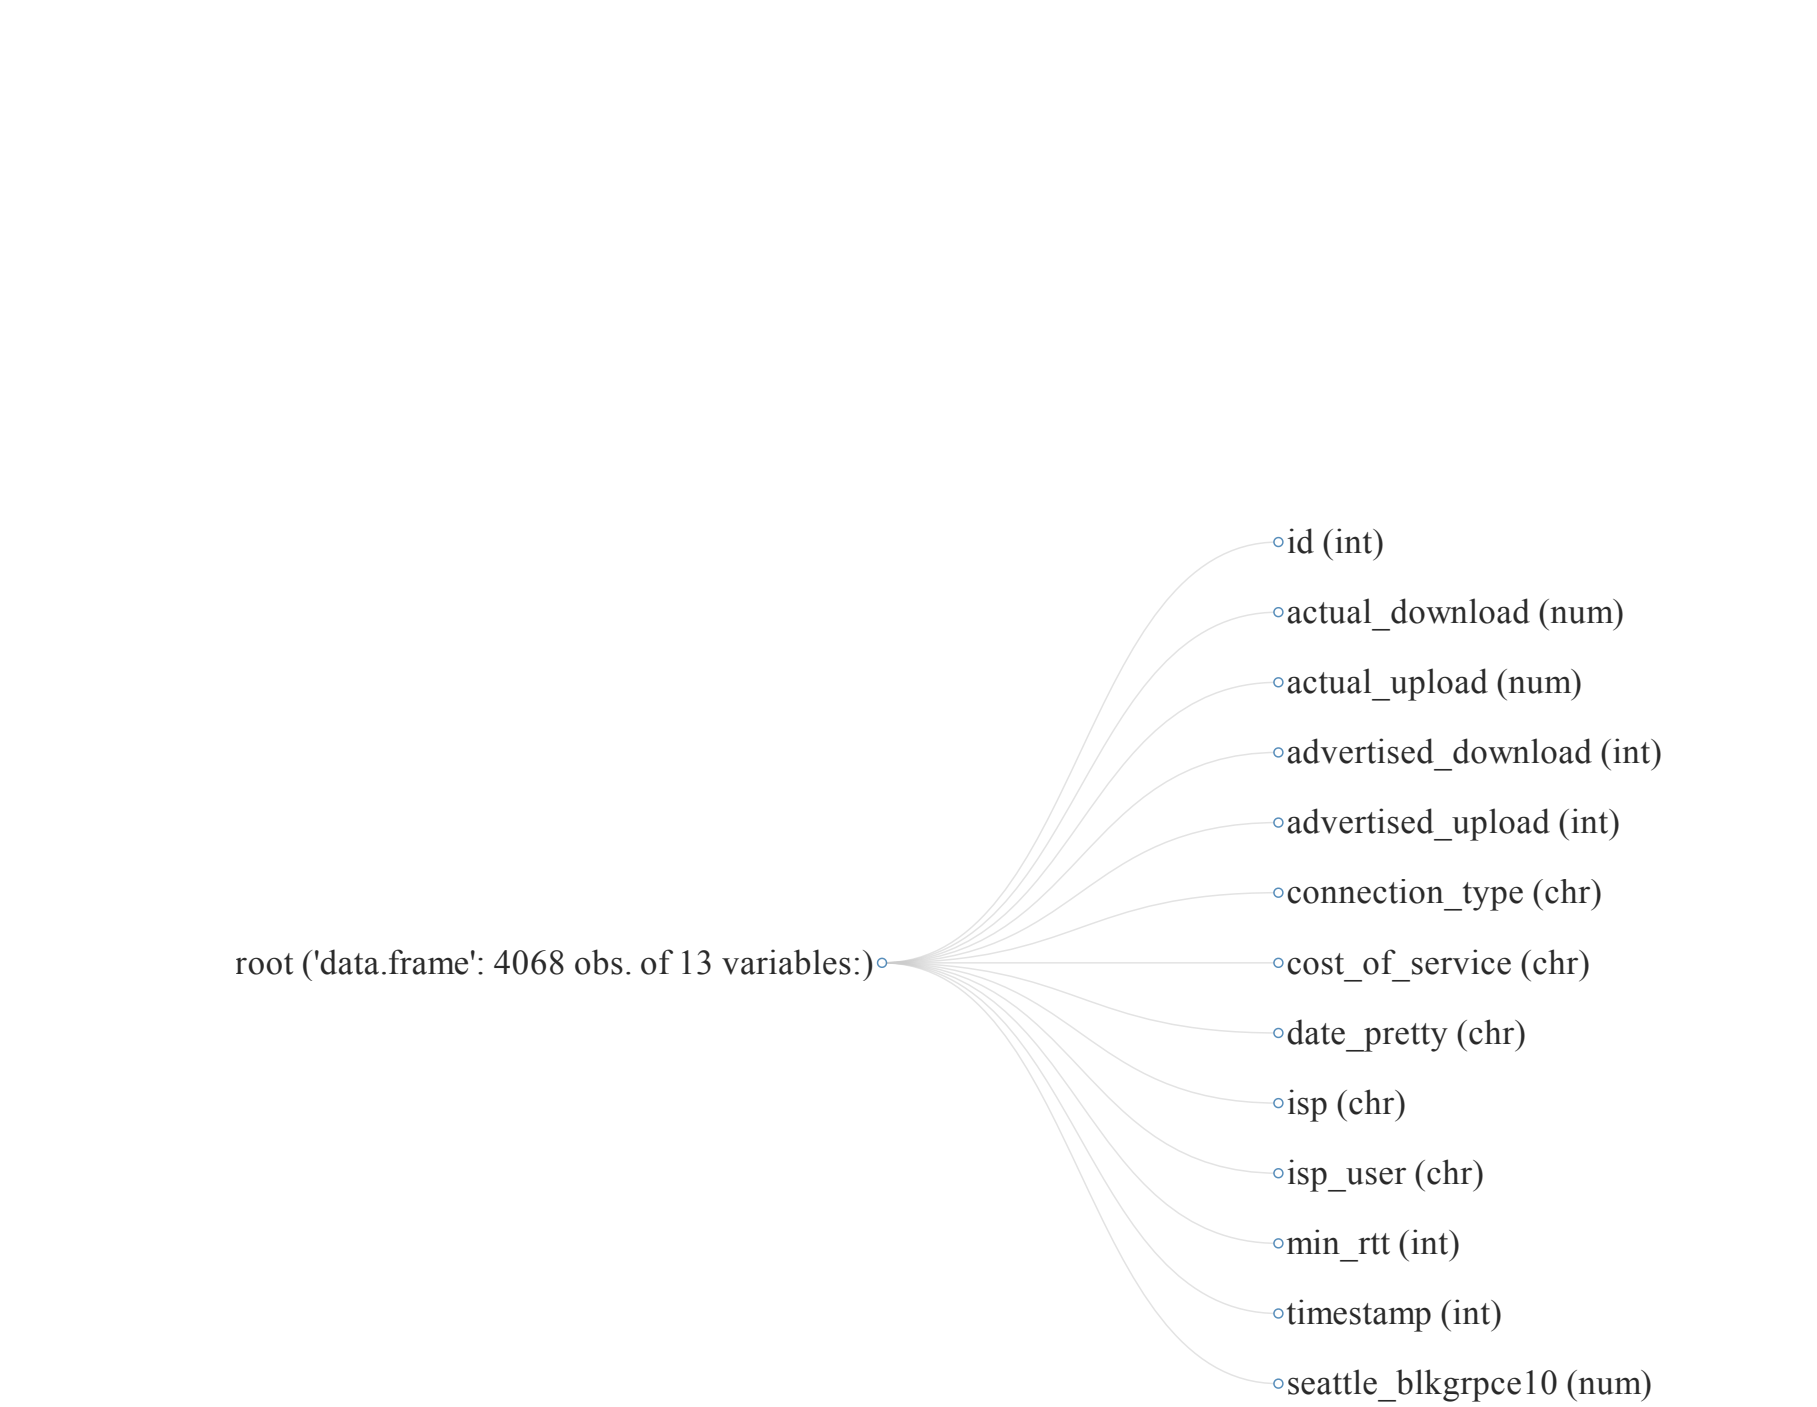 id (int)
actual_download (num)
actual_upload (num)
advertised_download (int)
advertised_upload (int)
connection_type (chr)
root ('data.frame': 4068 obs. of 13 variables:)
cost_of_service (chr)
date_pretty (chr)
isp (chr)
isp_user (chr)
min_rtt (int)
timestamp (int)
seattle_blkgrpce10 (num)